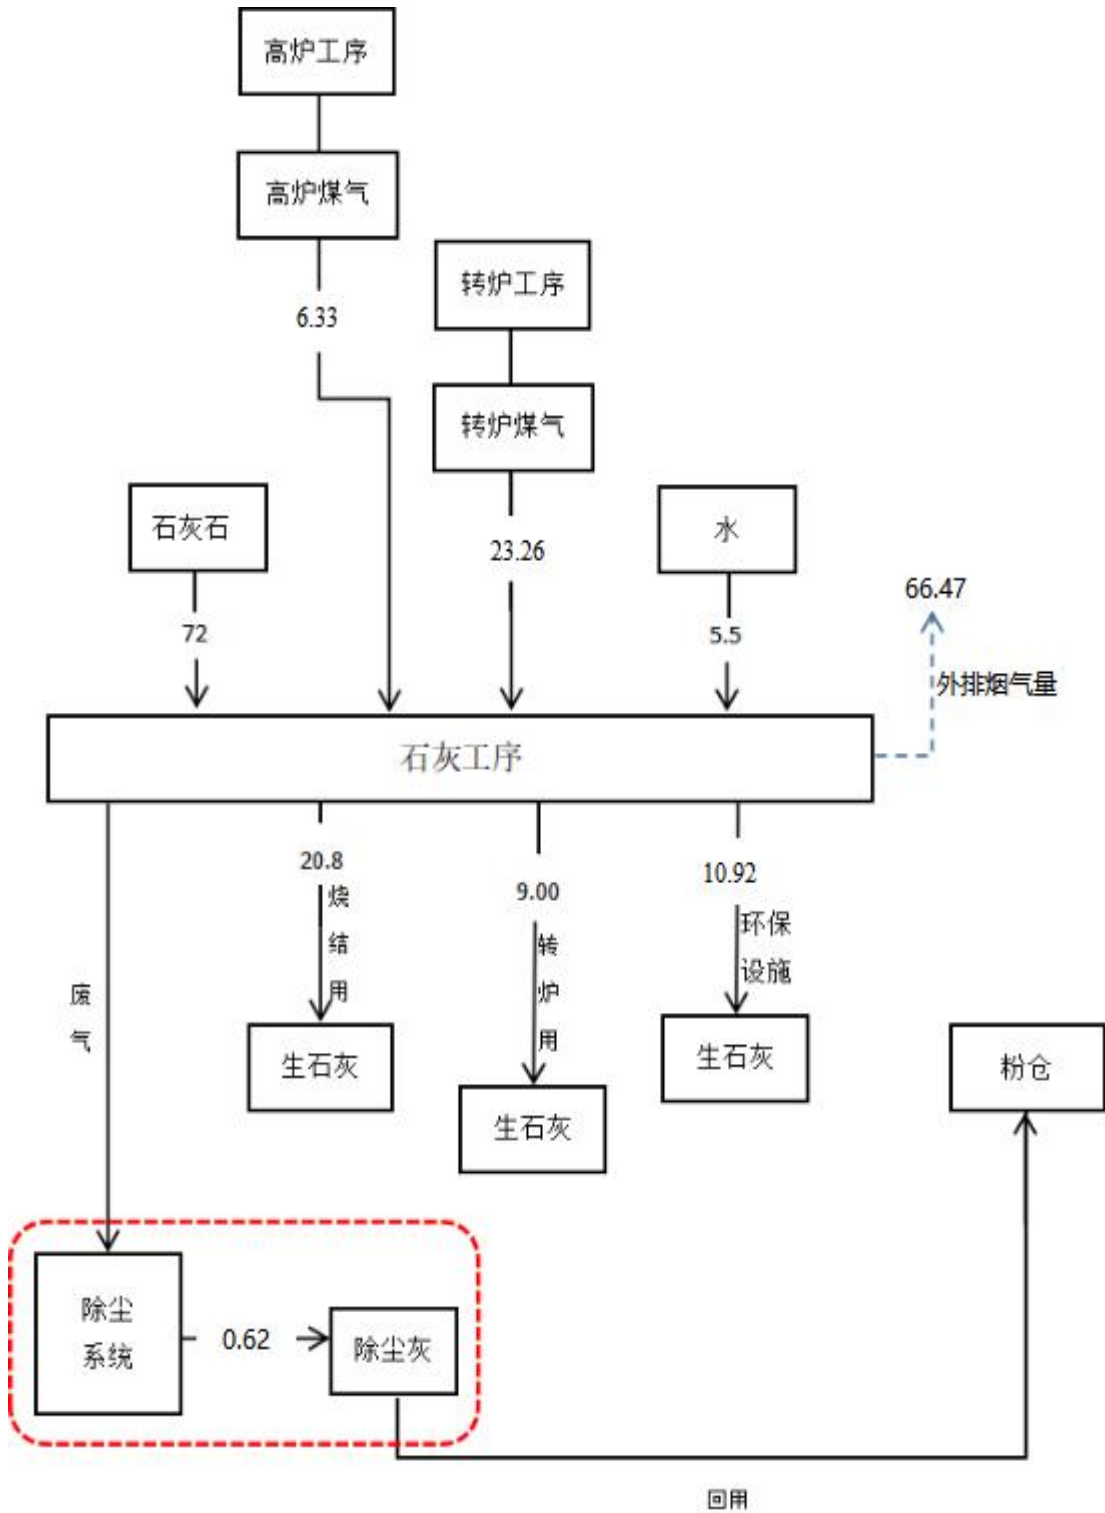 高炉工序
高炉煤气
6.33
转炉工序
转炉煤气
23.26
石灰石
72
水
5.5
66.47
外排烟气量
石灰工序
废
气
20.8
烧
结
用
生石灰
9.00
转
炉
用
生石灰
10.92
环保
设施
生石灰
粉仓
除尘
系统
0.62
除尘灰
回用